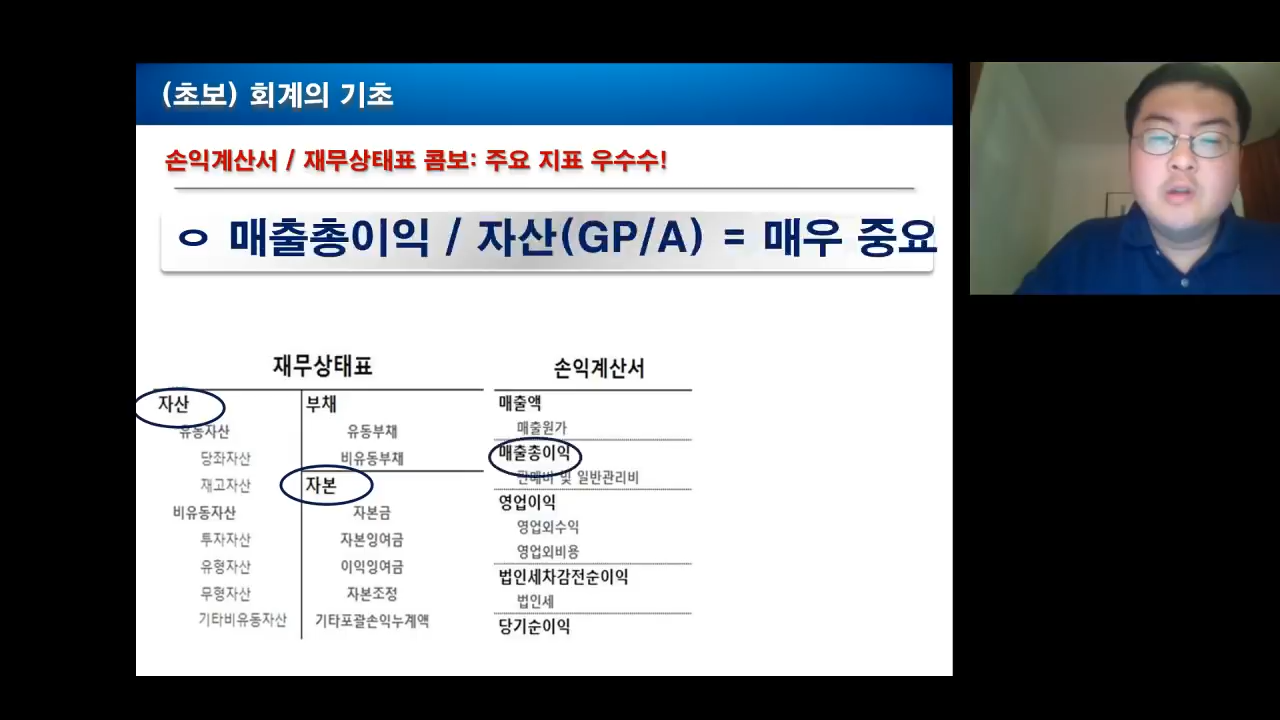 (초보) 회계의 기초
손익계산서 / 재무상태표 콤보: 주요 지표 우수수!
ㅇ 매출총이익 / 자산(GP/A) = 매우 중요
재무상태표
자산
유동자산
당좌자산
재고자산
비유동자산
투자자산
유형자산
무형자산
기타비유동자산
부채
유동부채
비유동부채
자본
자본금
자본잉여금
이익잉여금
자본조정
기타포괄손익누계액
손익계산서
매출액
매출원가
매출총이익
판매비 및 일반관리비
영업이익
영업외수익
영업외비용
법인세차감전순이익
법인세
당기순이익